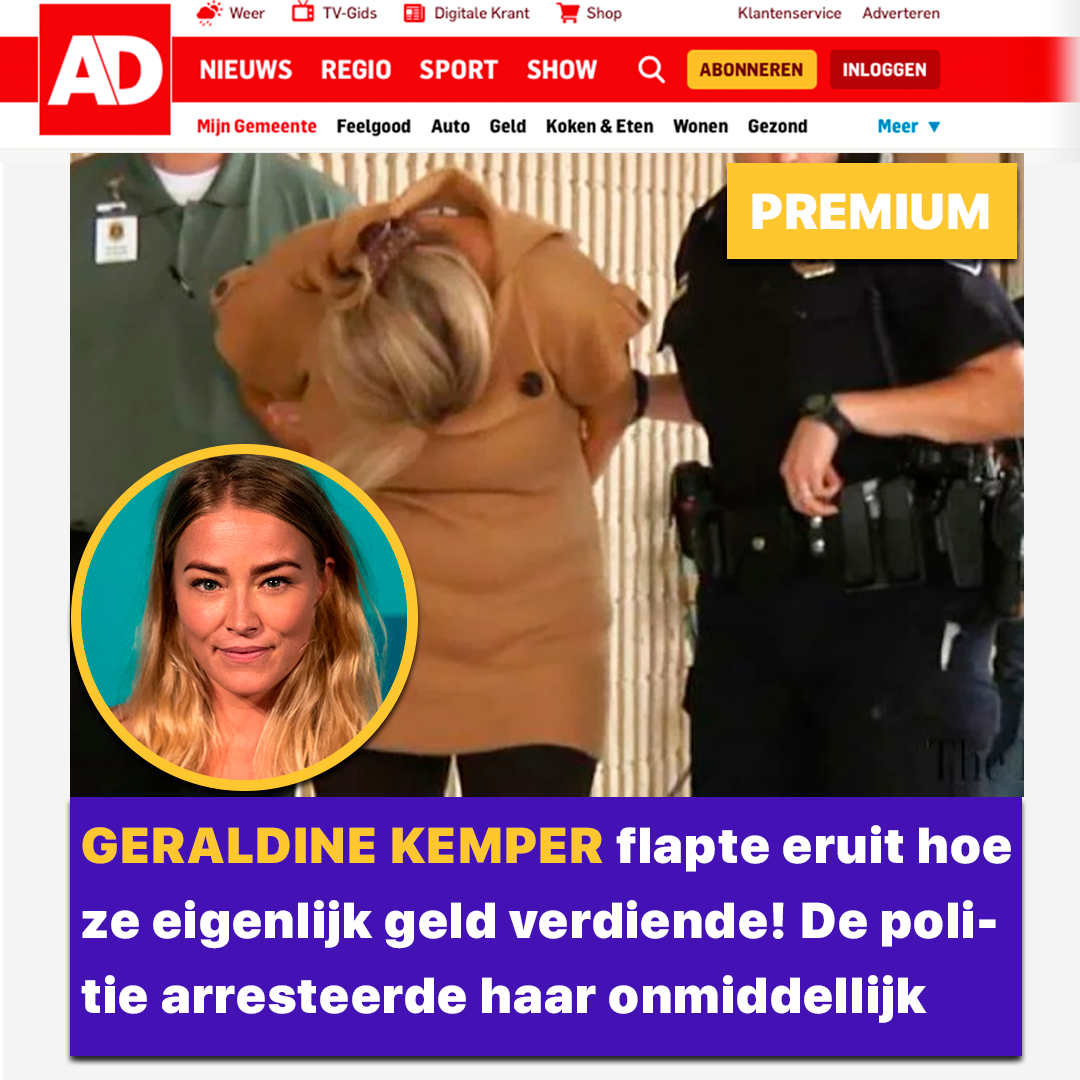 Weer TV-Gids Digitale Krant Shop Klantenservice Adverteren
AD NIEUWS REGIO SPORT SHOW ABONNEREN INLOGGEN
Mijn Gemeente Feelgood Auto Geld Koken & Eten Wonen Gezond Meer
PREMIUM
The
GERALDINE KEMPER flapte eruit hoe
ze eigenlijk geld verdiende! De poli-
tie arresteerde haar onmiddellijk